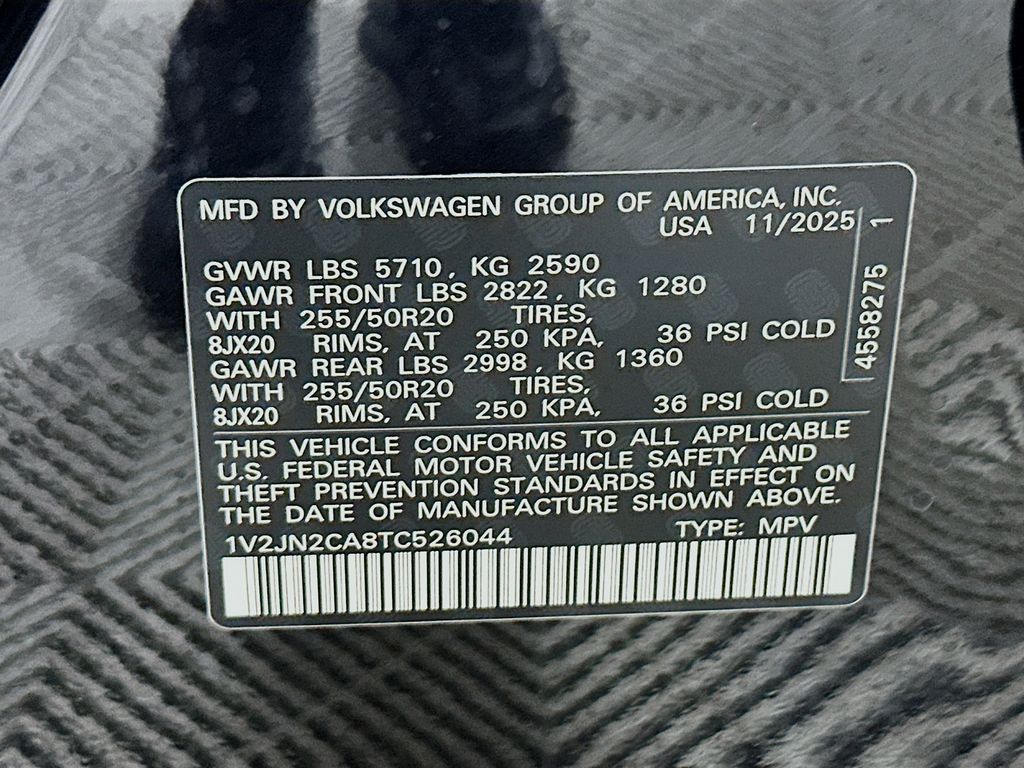 MFD BY VOLKSWAGEN GROUP OF AMERICA, INC.
USA 11/2025
GVWR LBS 5710, KG 2590
GAWR FRONT LBS 2822, KG 1280
WITH 255/50R20 TIRES,
8JX20 RIMS, AT 250 KPA, 36 PSI COLD
GAWR REAR LBS 2998, KG 1360
WITH 255/50R20 TIRES,
8JX20 RIMS, AT 250 KPA, 36 PSI COLD
THIS VEHICLE CONFORMS TO ALL APPLICABLE
U.S. FEDERAL MOTOR VEHICLE SAFETY AND
THEFT PREVENTION STANDARDS IN EFFECT ON
THE DATE OF MANUFACTURE SHOWN ABOVE.
1V2JN2CA8TC526044 TYPE: MPV
4558275 1